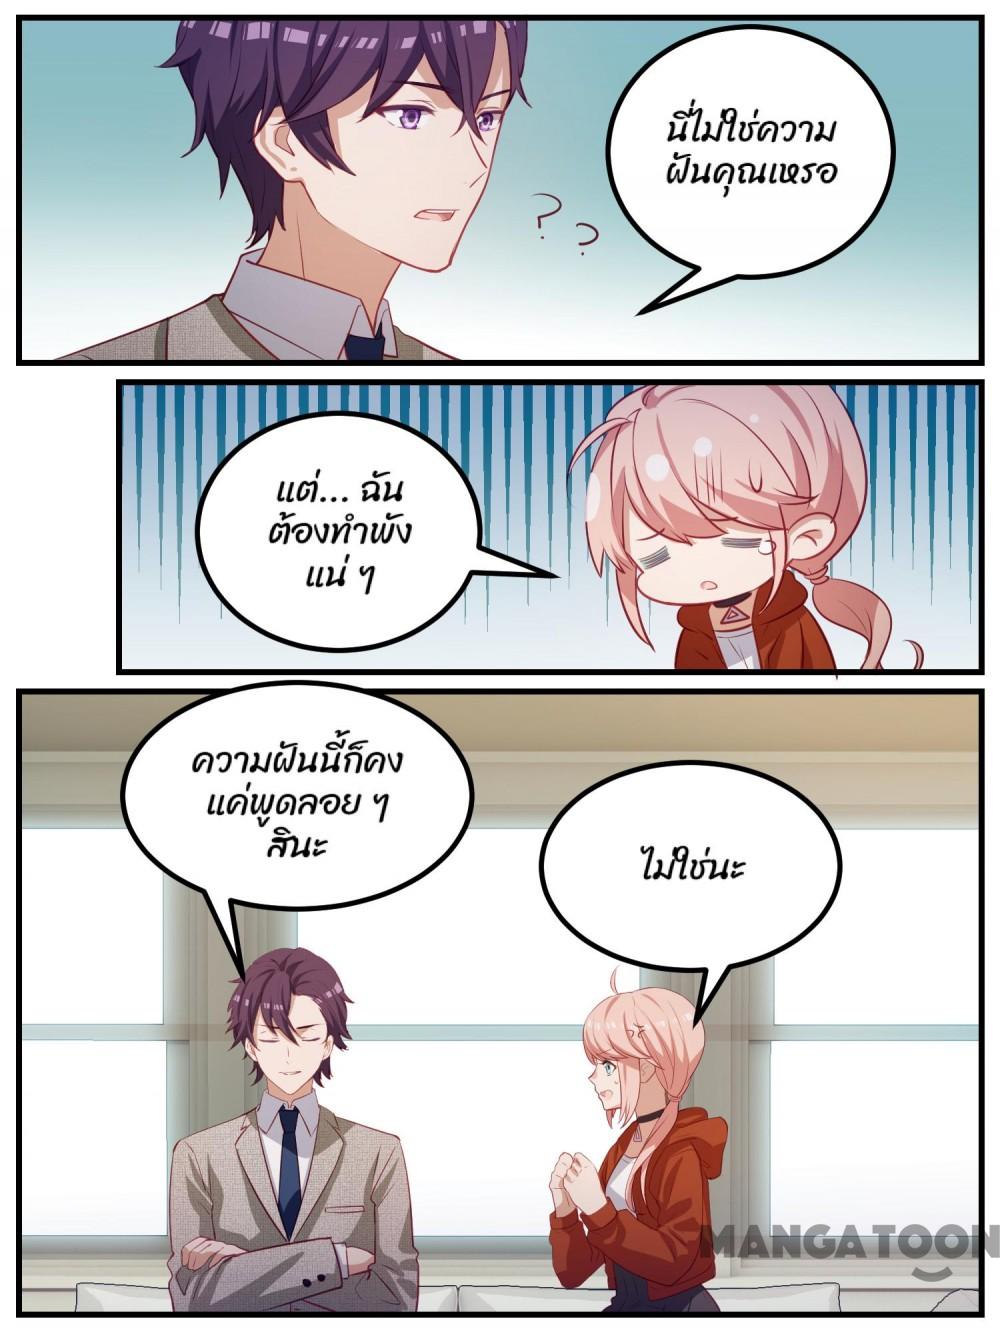 ??
นี่ไม่ใช่ความ
ฝันคุณเหรอ
แต่... ฉัน
ต้องทำพัง
แน่ ๆ
ความฝันนี้ก็คง
แค่พูดลอย ๆ
สินะ
ไม่ใช่นะ
MANGATOON